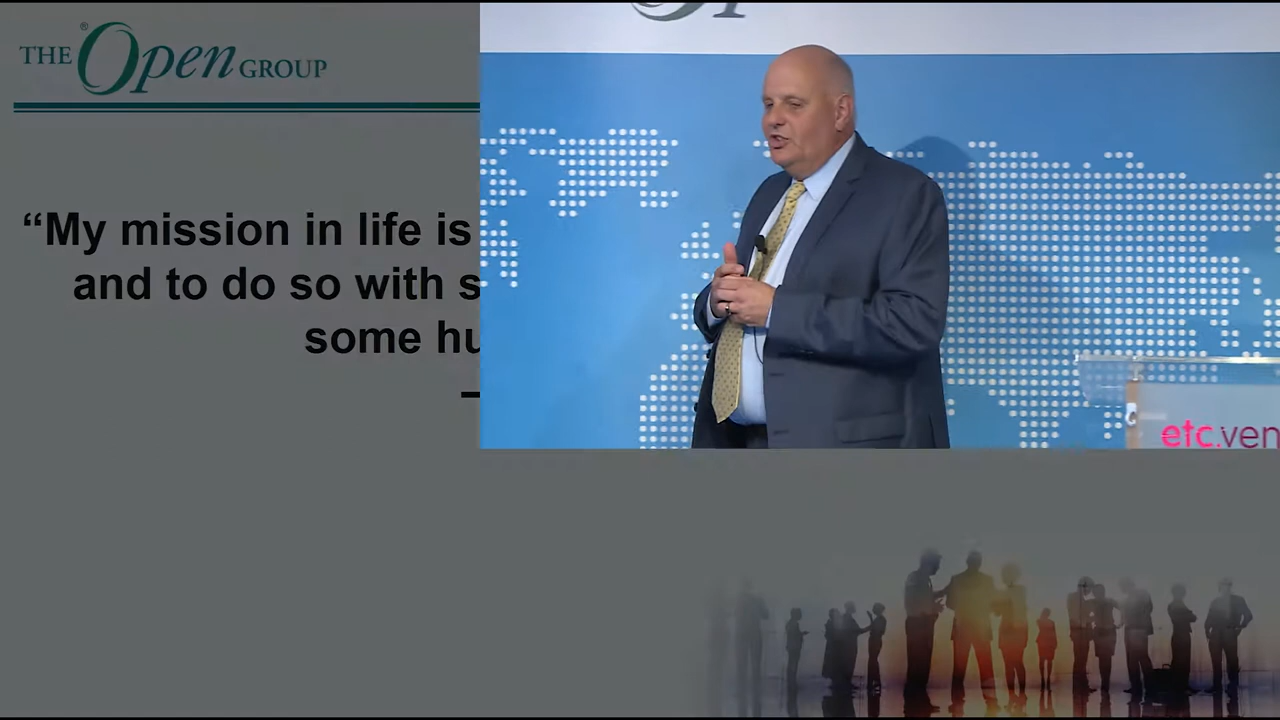 THE Open GROUP
®
“My mission in life is
and to do so with s
some hu
—
etc.ven